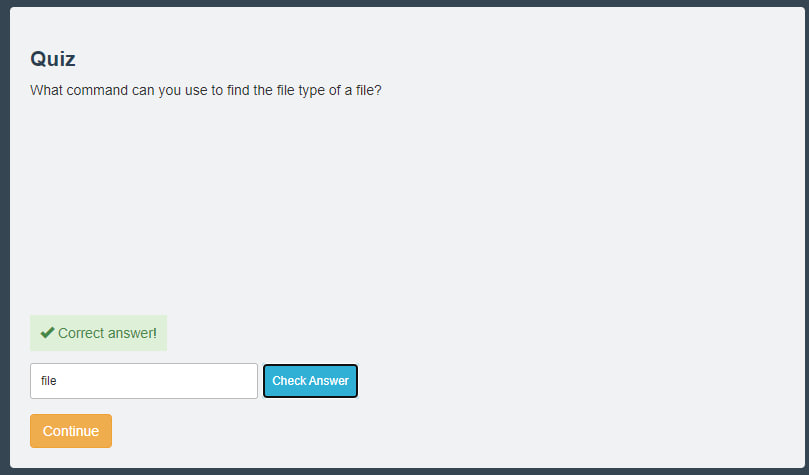 Quiz
What command can you use to find the file type of a file?
Correct answer!
file
Check Answer
Continue